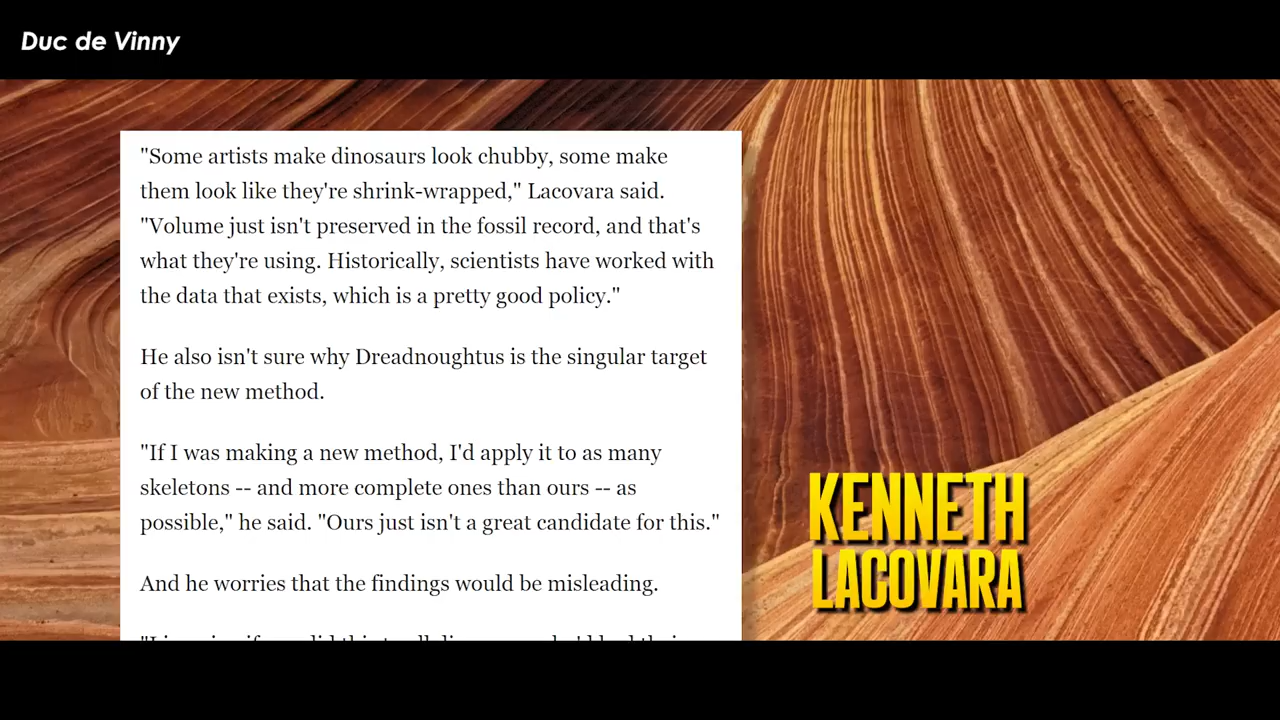 Duc de Vinny
"Some artists make dinosaurs look chubby, some make
them look like they're shrink-wrapped," Lacovara said.
"Volume just isn't preserved in the fossil record, and that's
what they're using. Historically, scientists have worked with
the data that exists, which is a pretty good policy."
He also isn't sure why Dreadnoughtus is the singular target
of the new method.
"If I was making a new method, I'd apply it to as many
skeletons -- and more complete ones than ours -- as
possible," he said. "Ours just isn't a great candidate for this."
And he worries that the findings would be misleading.
KENNETH
LACOVARA